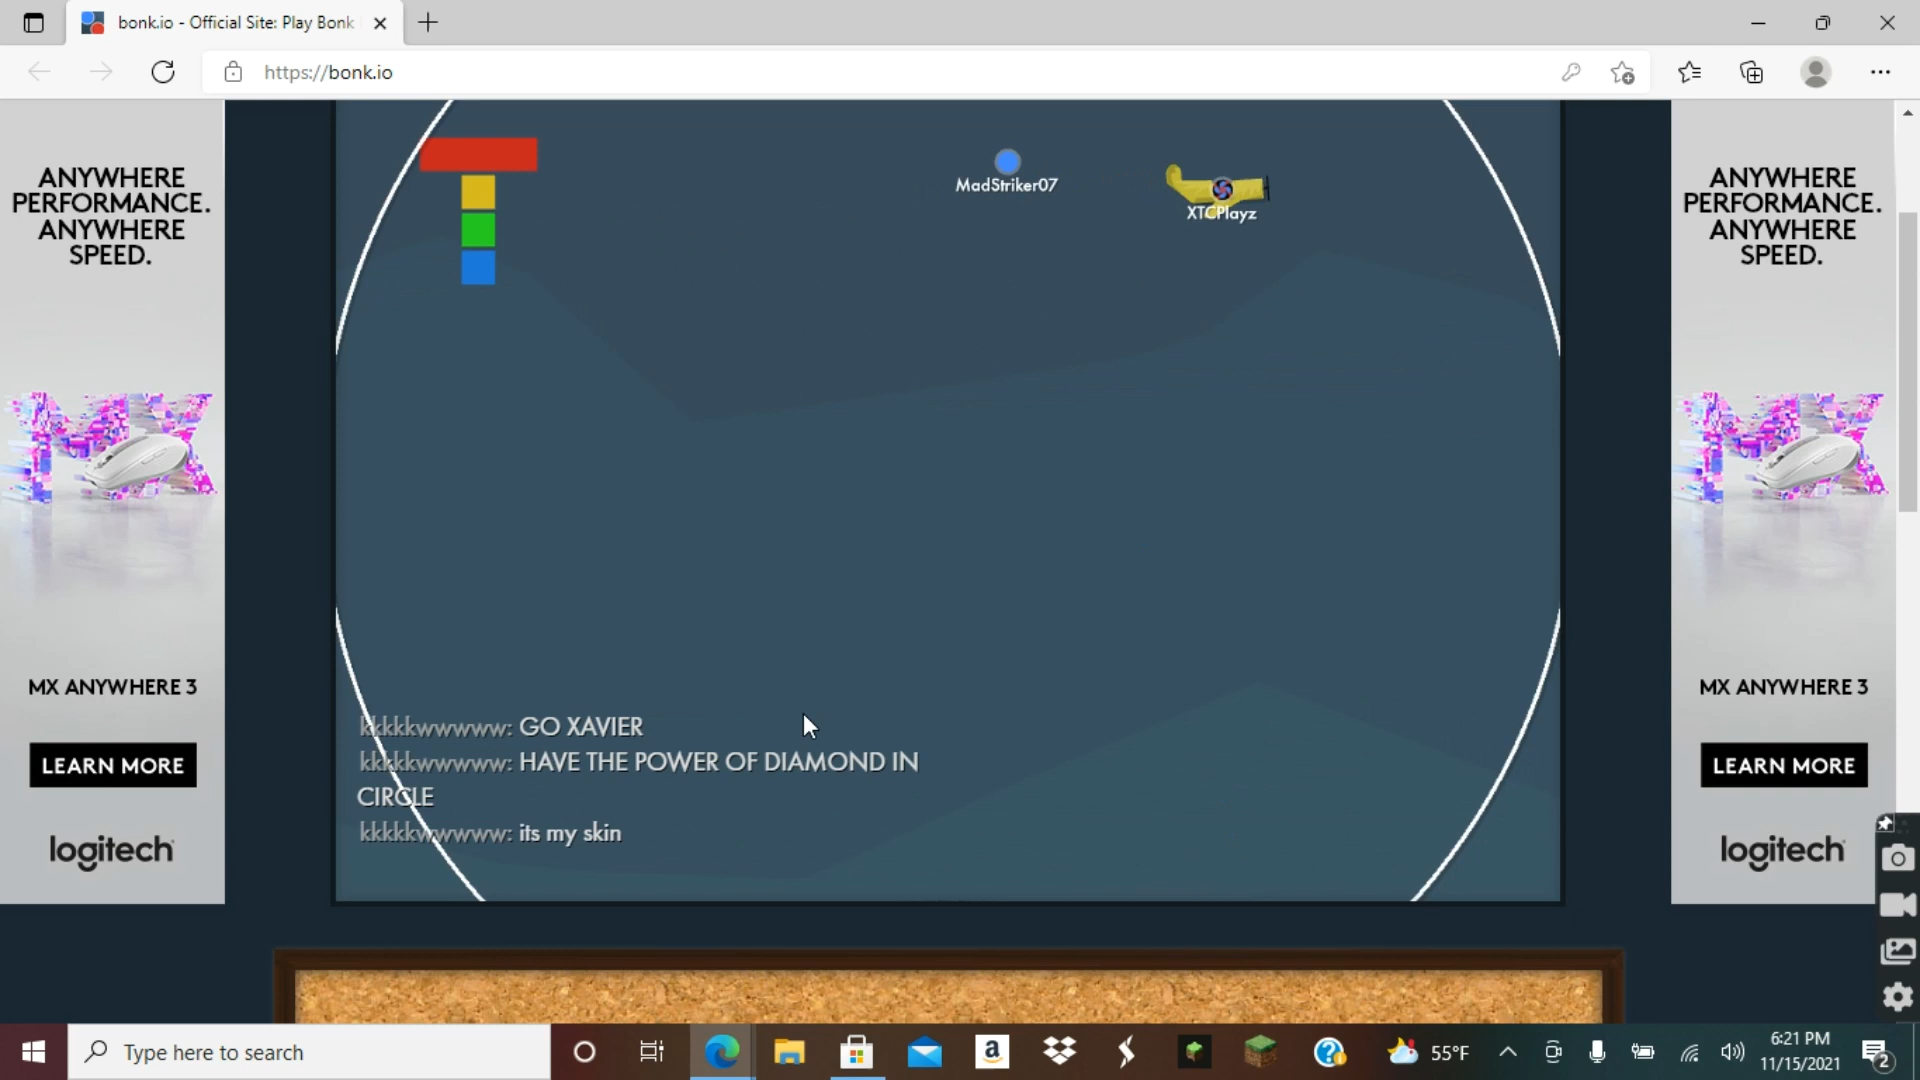 bonk.io - Official Site: Play Bonk
https://bonk.io
ANYWHERE
PERFORMANCE.
ANYWHERE
SPEED.
MX
MX ANYWHERE 3
LEARN MORE
logitech
MadStriker07
XTCPlayz
kkkkkwwwww: GO XAVIER
kkkkkwwwww: HAVE THE POWER OF DIAMOND IN
CIRCLE
kkkkkwwwww: its my skin
ANYWHERE
PERFORMANCE.
ANYWHERE
SPEED.
MX
MX ANYWHERE 3
LEARN MORE
logitech
Type here to search
a
55°F
6:21 PM
11/15/2021
2